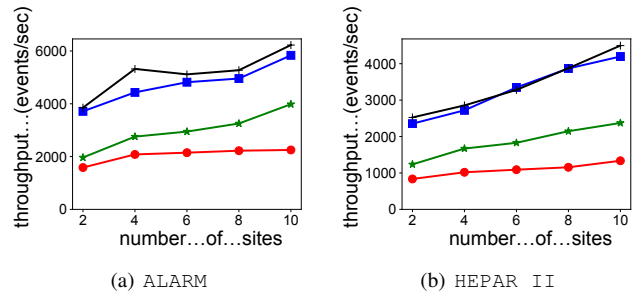 6000
4000
2000
0
throughput…(events/sec)
2 4 6 8 10
number…of…sites
(a) ALARM
4000
3000
2000
1000
0
throughput…(events/sec)
2 4 6 8 10
number…of…sites
(b) HEPAR II